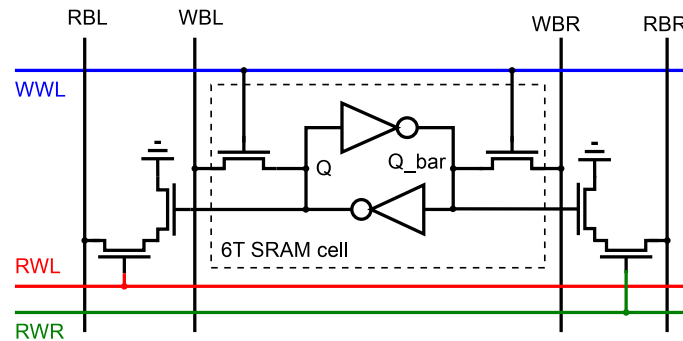 RBL
WBL
WBR
RBR
WWL
Q
Q_bar
6T SRAM cell
RWL
RWR